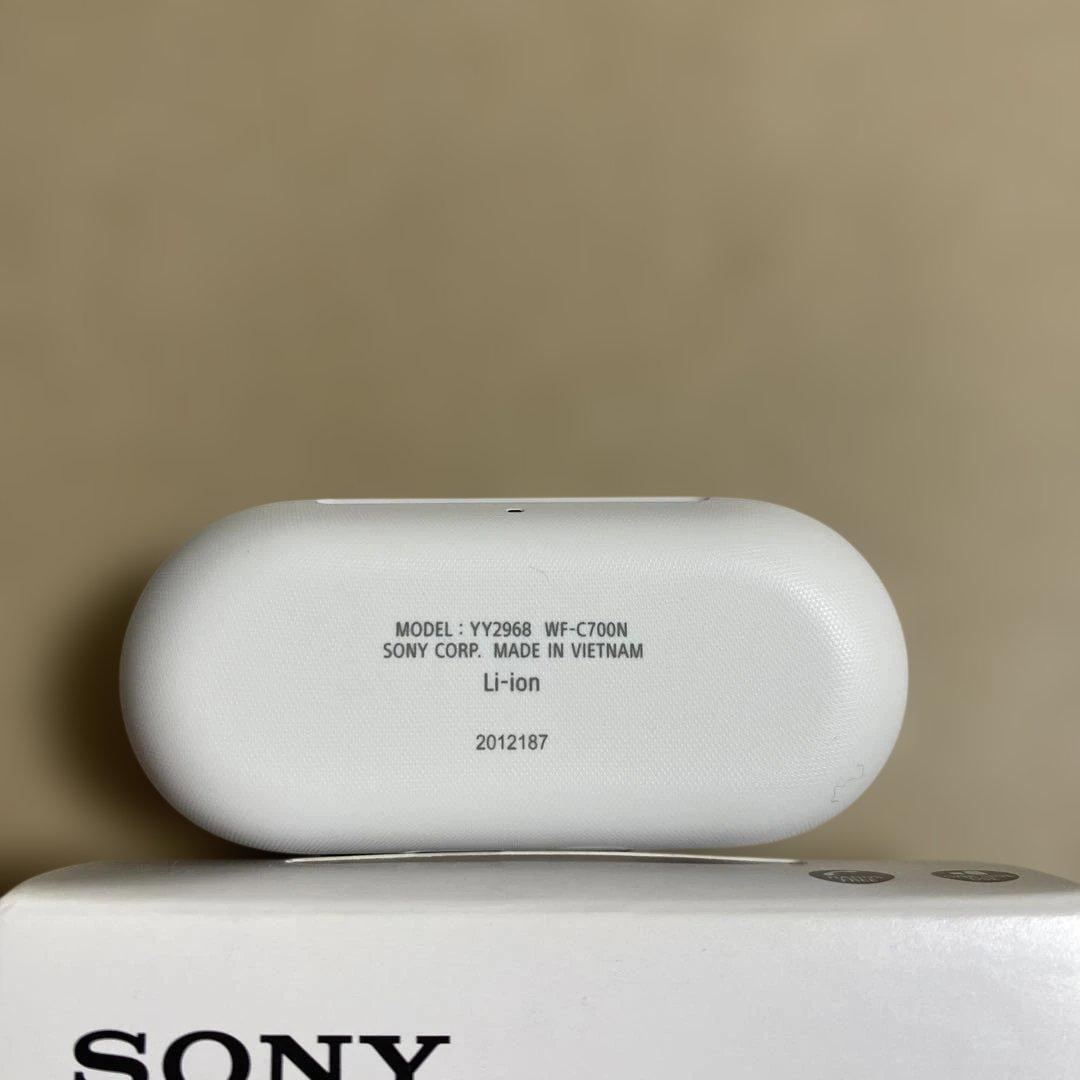 MODEL : YY2968 WF-C700N
SONY CORP. MADE IN VIETNAM
Li-ion
2012187
SONY